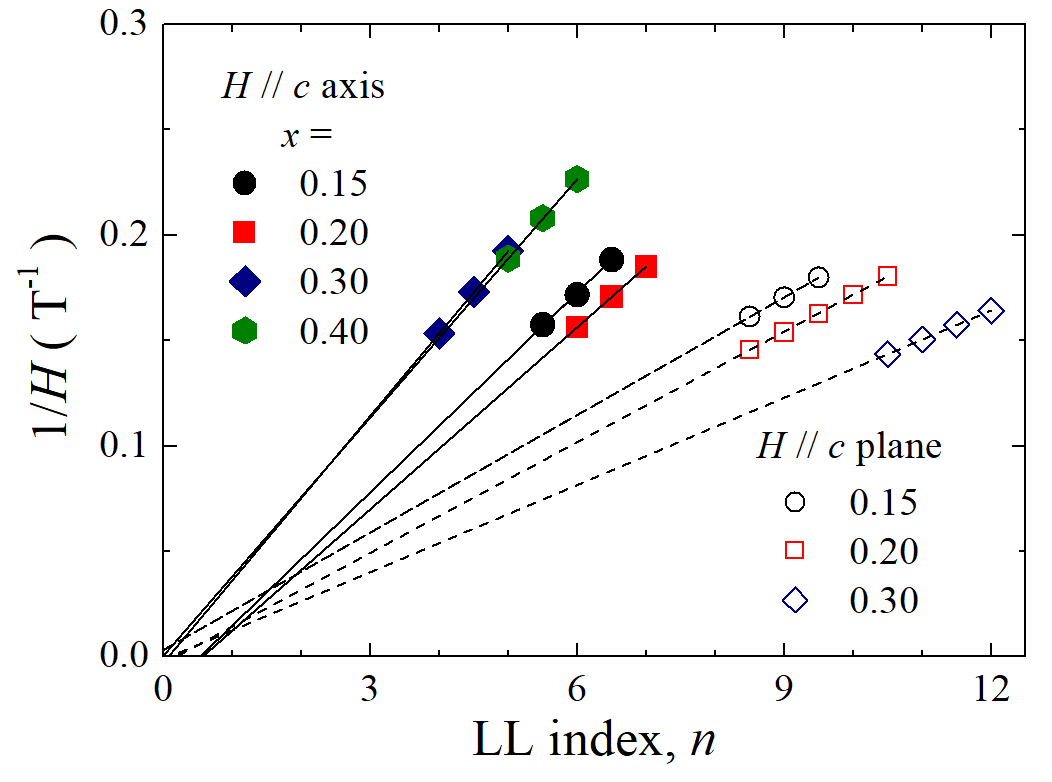 0.3
H // c axis
x =
0.15
0.20
0.30
0.40
0.2
1/H ( T-1 )
0.1
H // c plane
0.15
0.20
0.30
0.0
0 3 6 9 12
LL index, n